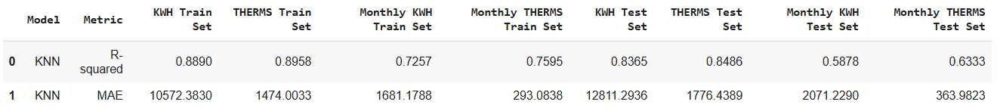 Model Metric KWH Train Set THERMS Train Set Monthly KWH Train Set Monthly THERMS Train Set KWH Test Set THERMS Test Set Monthly KWH Test Set Monthly THERMS Test Set
0 KNN R-squared 0.8890 0.8958 0.7257 0.7595 0.8365 0.8486 0.5878 0.6333
1 KNN MAE 10572.3830 1474.0033 1681.1788 293.0838 12811.2936 1776.4389 2071.2290 363.9823